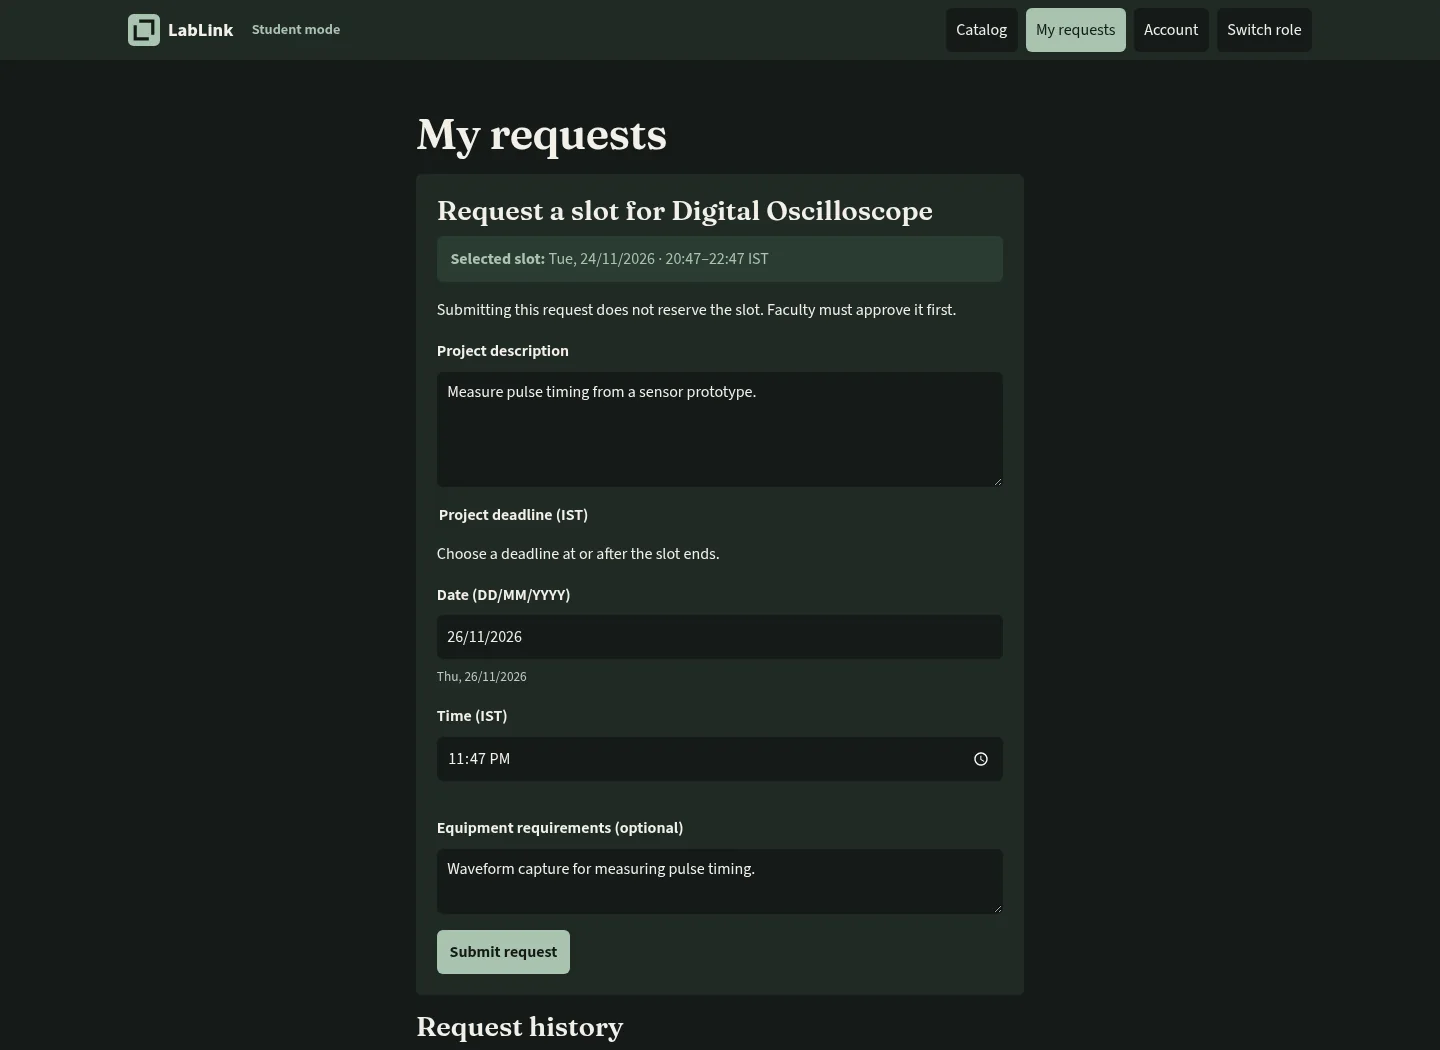 LabLink
Student mode
Catalog
My requests
Account
Switch role
My requests
Request a slot for Digital Oscilloscope
Selected slot: Tue, 24/11/2026 · 20:47–22:47 IST
Submitting this request does not reserve the slot. Faculty must approve it first.
Project description
Measure pulse timing from a sensor prototype.
Project deadline (IST)
Choose a deadline at or after the slot ends.
Date (DD/MM/YYYY)
26/11/2026
Thu, 26/11/2026
Time (IST)
11:47 PM
Equipment requirements (optional)
Waveform capture for measuring pulse timing.
Submit request
Request history